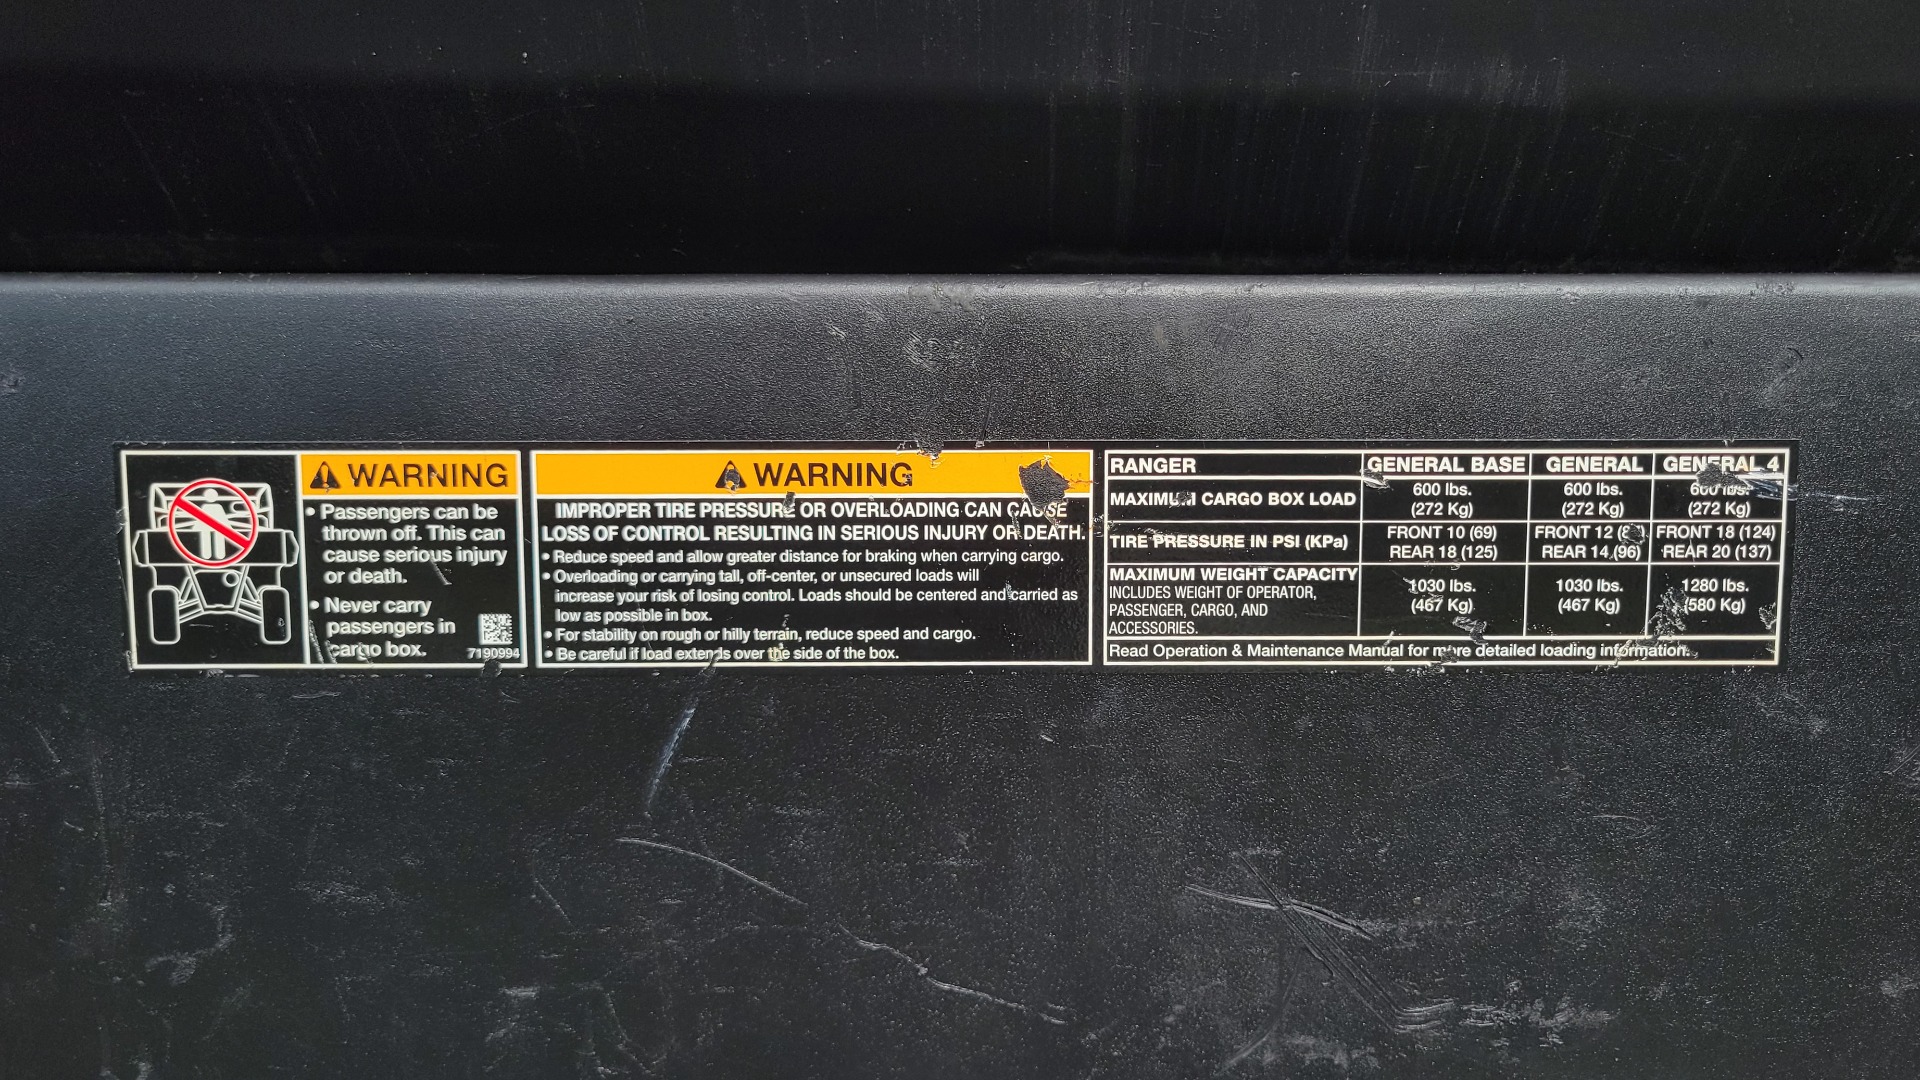 WARNING
• Passengers can be
thrown off. This can
cause serious injury
or death.
• Never carry
passengers in
cargo box.
7190994
WARNING
IMPROPER TIRE PRESSURE OR OVERLOADING CAN CAUSE
LOSS OF CONTROL RESULTING IN SERIOUS INJURY OR DEATH.
• Reduce speed and allow greater distance for braking when carrying cargo.
• Overloading or carrying tall, off-center, or unsecured loads will
increase your risk of losing control. Loads should be centered and carried as
low as possible in box.
• For stability on rough or hilly terrain, reduce speed and cargo.
• Be careful if load extends over the side of the box.
RANGER GENERAL BASE GENERAL GENERAL 4
MAXIMUM CARGO BOX LOAD 600 lbs. (272 Kg) 600 lbs. (272 Kg) 600 lbs. (272 Kg)
TIRE PRESSURE IN PSI (KPa) FRONT 10 (69) FRONT 12 FRONT 18 (124)
REAR 18 (125) REAR 14 (96) REAR 20 (137)
MAXIMUM WEIGHT CAPACITY 1030 lbs. 1030 lbs. 1280 lbs.
INCLUDES WEIGHT OF OPERATOR, (467 Kg) (467 Kg) (580 Kg)
PASSENGER, CARGO, AND
ACCESSORIES.
Read Operation & Maintenance Manual for more detailed loading information.